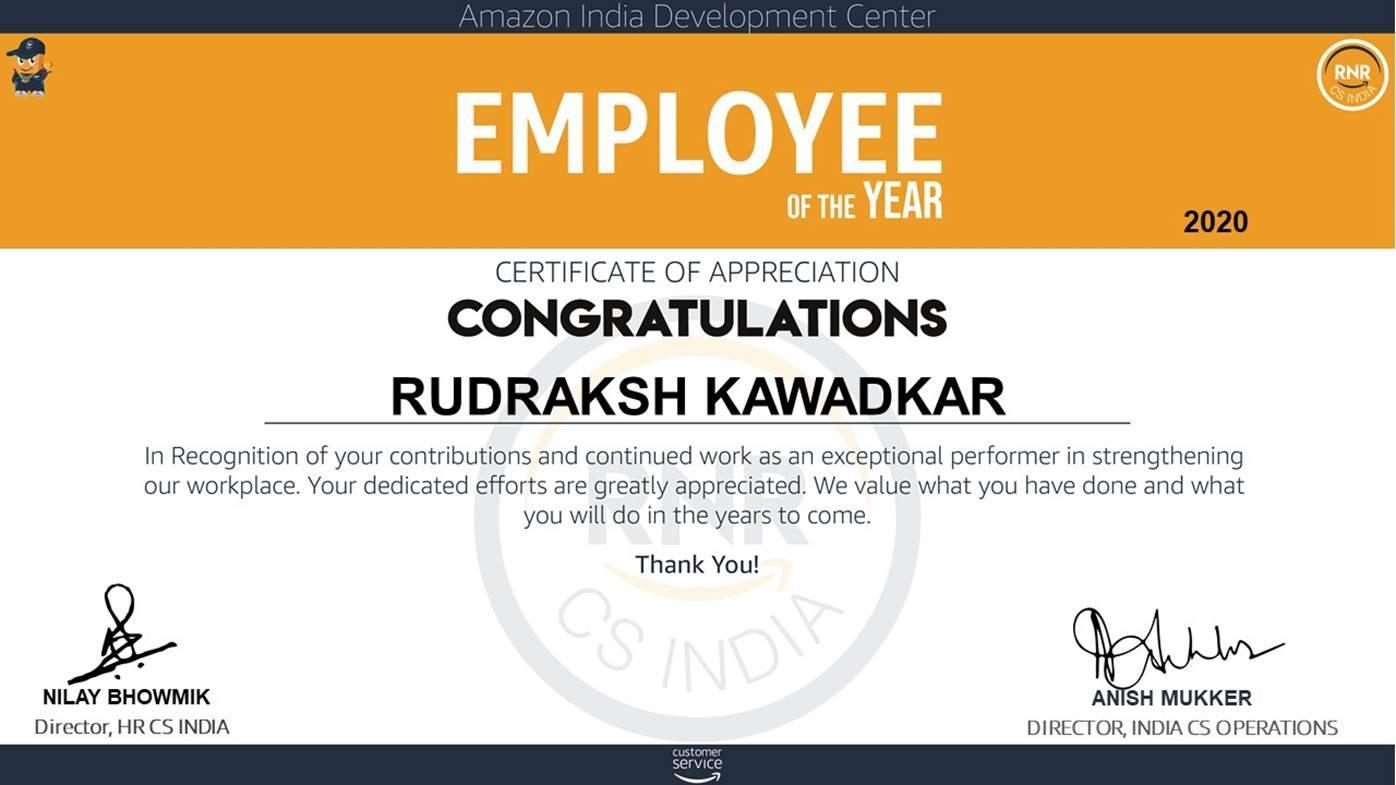 Amazon India Development Center
RNR
CS INDIA
EMPLOYEE
OF THE YEAR
2020
CERTIFICATE OF APPRECIATION
CONGRATULATIONS
RUDRAKSH KAWADKAR
In Recognition of your contributions and continued work as an exceptional performer in strengthening
our workplace. Your dedicated efforts are greatly appreciated. We value what you have done and what
you will do in the years to come.
Thank You!
RNR
CS INDIA
NILAY BHOWMIK
Director, HR CS INDIA
ANISH MUKKER
DIRECTOR, INDIA CS OPERATIONS
customer
service